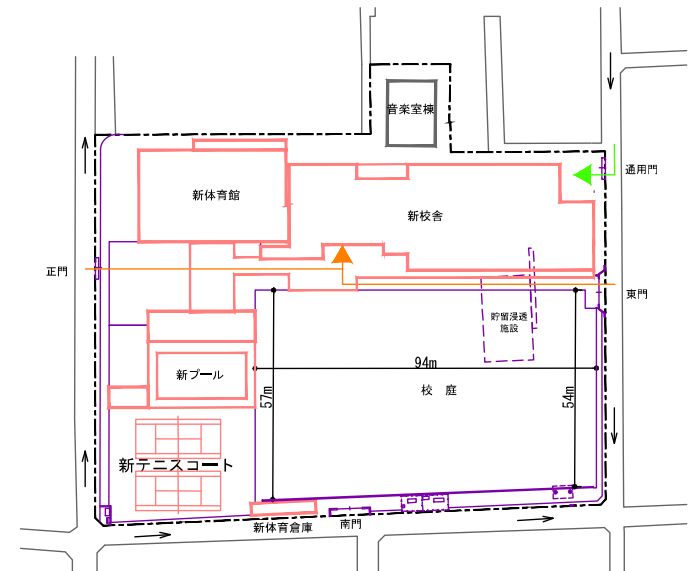 音楽室棟
通用門
新体育館
新校舎
正門
東門
貯留浸透
施設
94m
新プール
57m
校 庭
54m
新テニスコート
新体育倉庫
南門